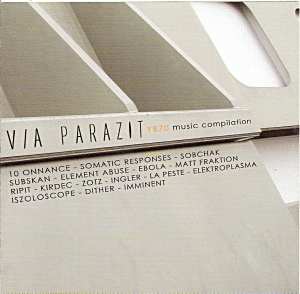 V/A PARAZIT YB70 music compilation
10 ONNANCE - SOMATIC RESPONSES - SOBCHAK
SUBSKAN - ELEMENT ABUSE - EBOLA - MATT FRAKTION
RIPIT - KIRDEC - ZOTZ - INGLER - LA PESTE - ELEKTROPLASMA
ISZOLOSCOPE - DITHER - IMMINENT